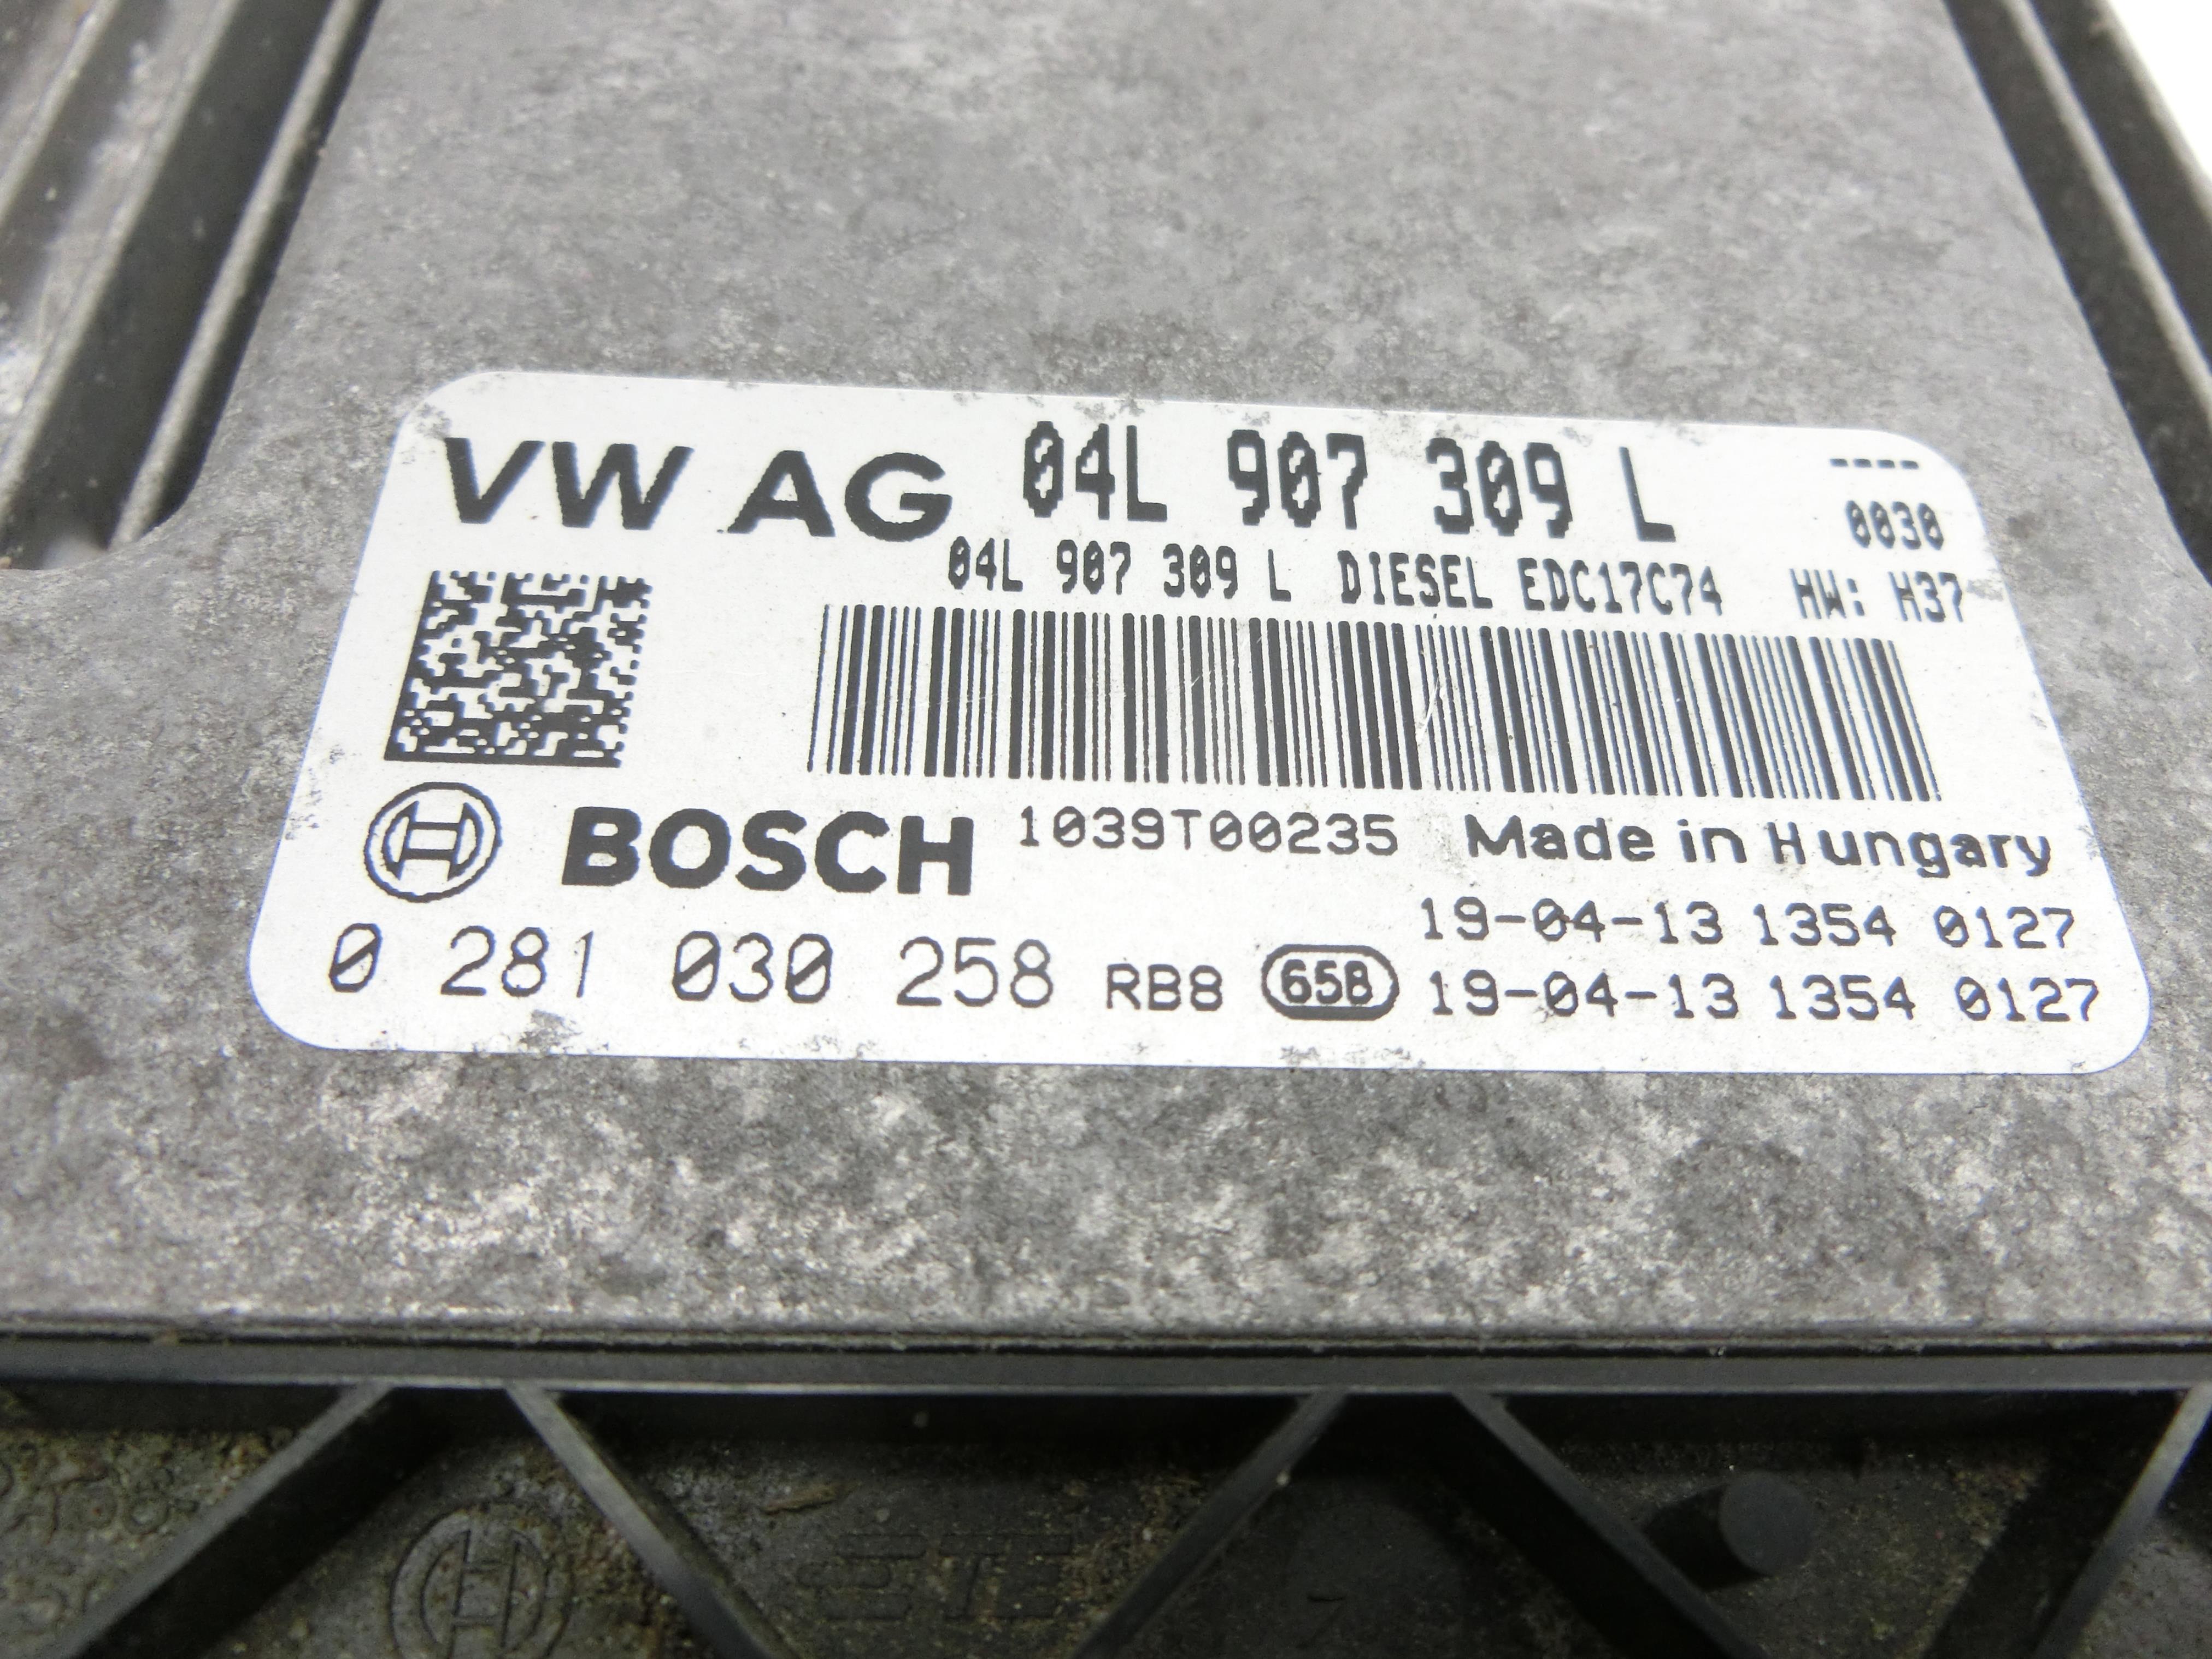 VW AG 04L 907 309 L ----
0030
04L 907 309 L DIESEL EDC17C74 HW: H37
BOSCH 1039T00235 Made in Hungary
19-04-13 1354 0127
0 281 030 258 RB8 65B 19-04-13 1354 0127